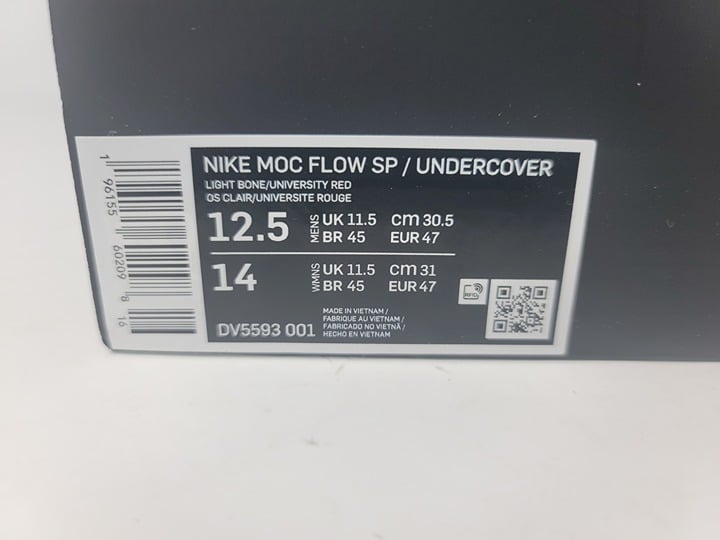 NIKE MOC FLOW SP / UNDERCOVER
LIGHT BONE/UNIVERSITY RED
OS CLAIR/UNIVERSITE ROUGE
12.5 MENS UK 11.5 cm 30.5
BR 45 EUR 47
14 WMNS UK 11.5 cm 31
BR 45 EUR 47
RFID
DV5593 001
MADE IN VIETNAM /
FABRIQUE AU VIETNAM /
FABRICADO NO VIETNÃ /
HECHO EN VIETNAM
1 96155 60209 8 16